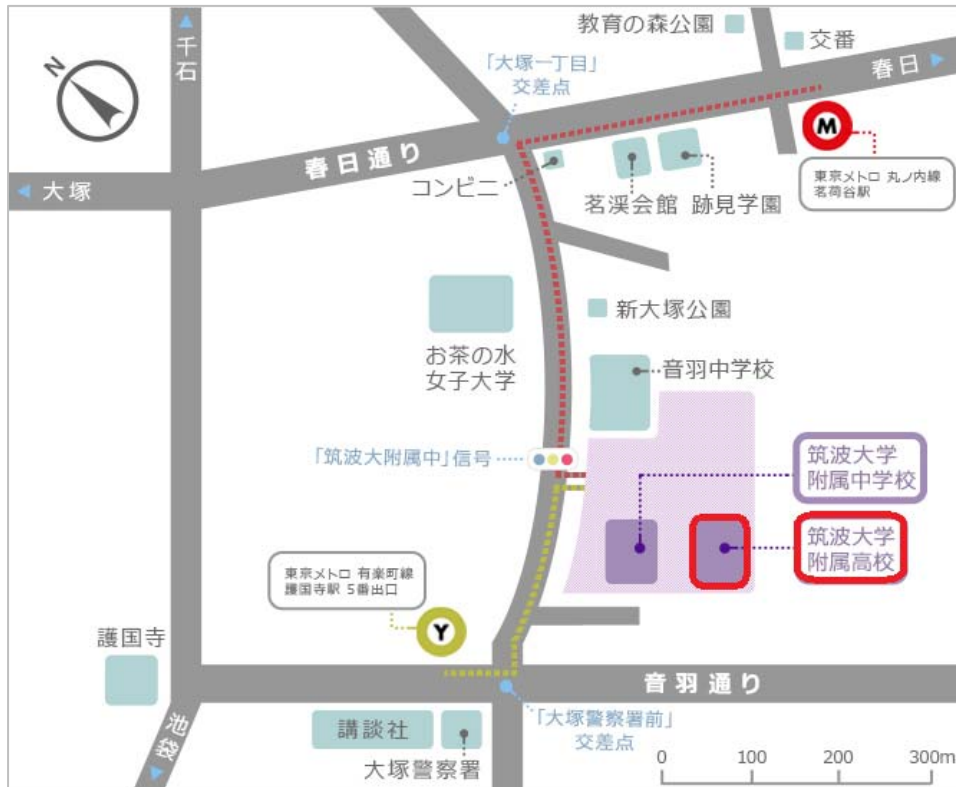 教育の森公園
交番
千石
N
「大塚一丁目」
交差点
春日
M
春日通り
大塚
コンビニ
茗渓会館
跡見学園
東京メトロ 丸ノ内線
茗荷谷駅
新大塚公園
お茶の水
女子大学
音羽中学校
「筑波大附属中」信号
筑波大学
附属中学校
筑波大学
附属高校
東京メトロ 有楽町線
護国寺駅 5番出口
Y
護国寺
音羽通り
池袋
講談社
大塚警察署
「大塚警察署前」
交差点
0 100 200 300m